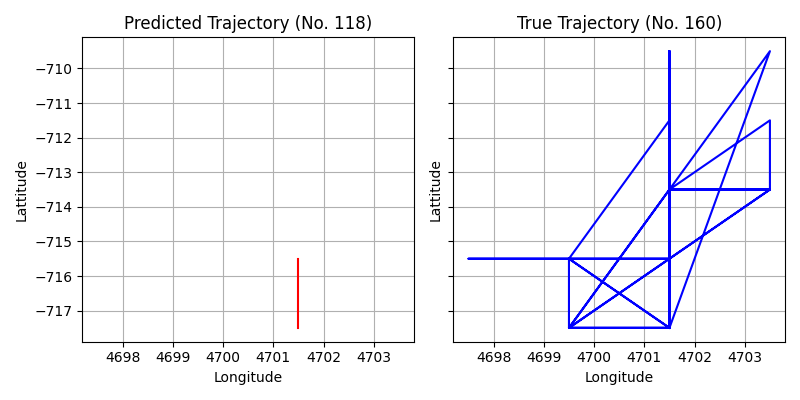 Predicted Trajectory (No. 118)
True Trajectory (No. 160)
−710
−711
−712
−713
−714
−715
−716
−717
Lattitude
Lattitude
4698 4699 4700 4701 4702 4703
4698 4699 4700 4701 4702 4703
Longitude
Longitude